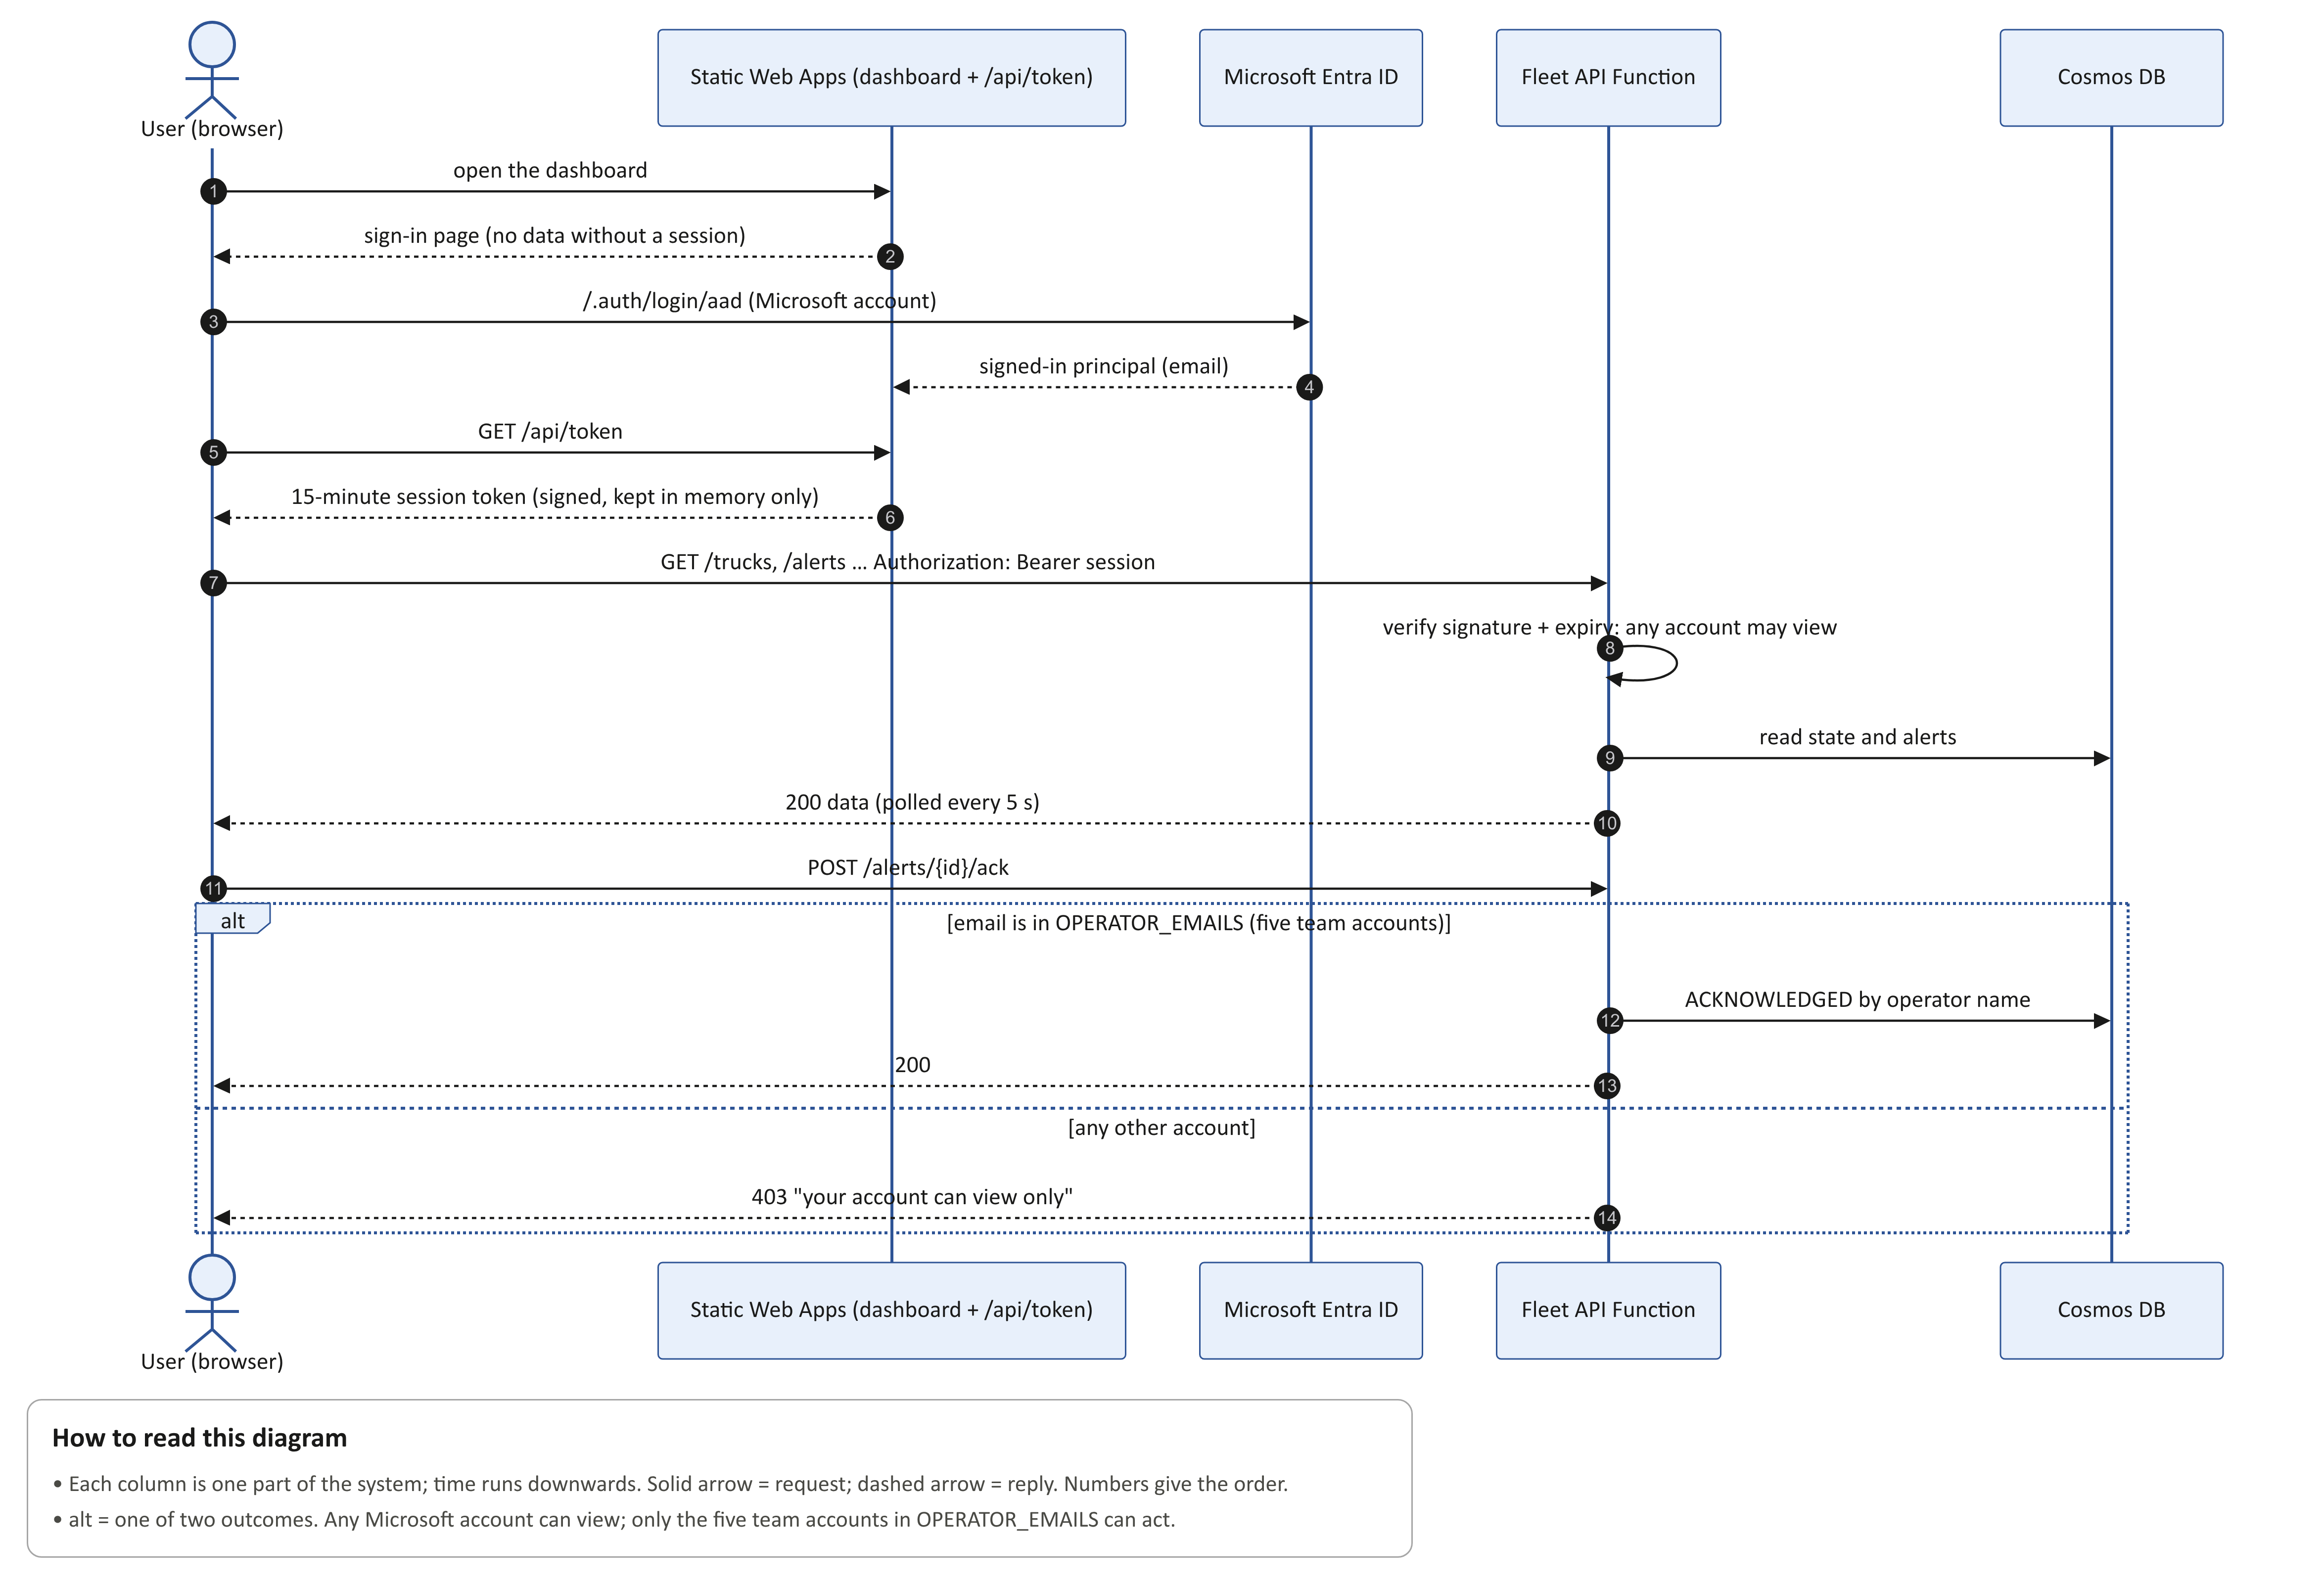 User (browser)
Static Web Apps (dashboard + /api/token)
Microsoft Entra ID
Fleet API Function
Cosmos DB
open the dashboard
1
sign-in page (no data without a session)
2
/.auth/login/aad (Microsoft account)
3
signed-in principal (email)
4
GET /api/token
5
15-minute session token (signed, kept in memory only)
6
GET /trucks, /alerts ... Authorization: Bearer session
7
verify signature + expiry: any account may view
8
read state and alerts
9
200 data (polled every 5 s)
10
POST /alerts/{id}/ack
11
alt
[email is in OPERATOR_EMAILS (five team accounts)]
ACKNOWLEDGED by operator name
12
200
13
[any other account]
403 "your account can view only"
14
User (browser)
Static Web Apps (dashboard + /api/token)
Microsoft Entra ID
Fleet API Function
Cosmos DB
How to read this diagram
• Each column is one part of the system; time runs downwards. Solid arrow = request; dashed arrow = reply. Numbers give the order.
• alt = one of two outcomes. Any Microsoft account can view; only the five team accounts in OPERATOR_EMAILS can act.